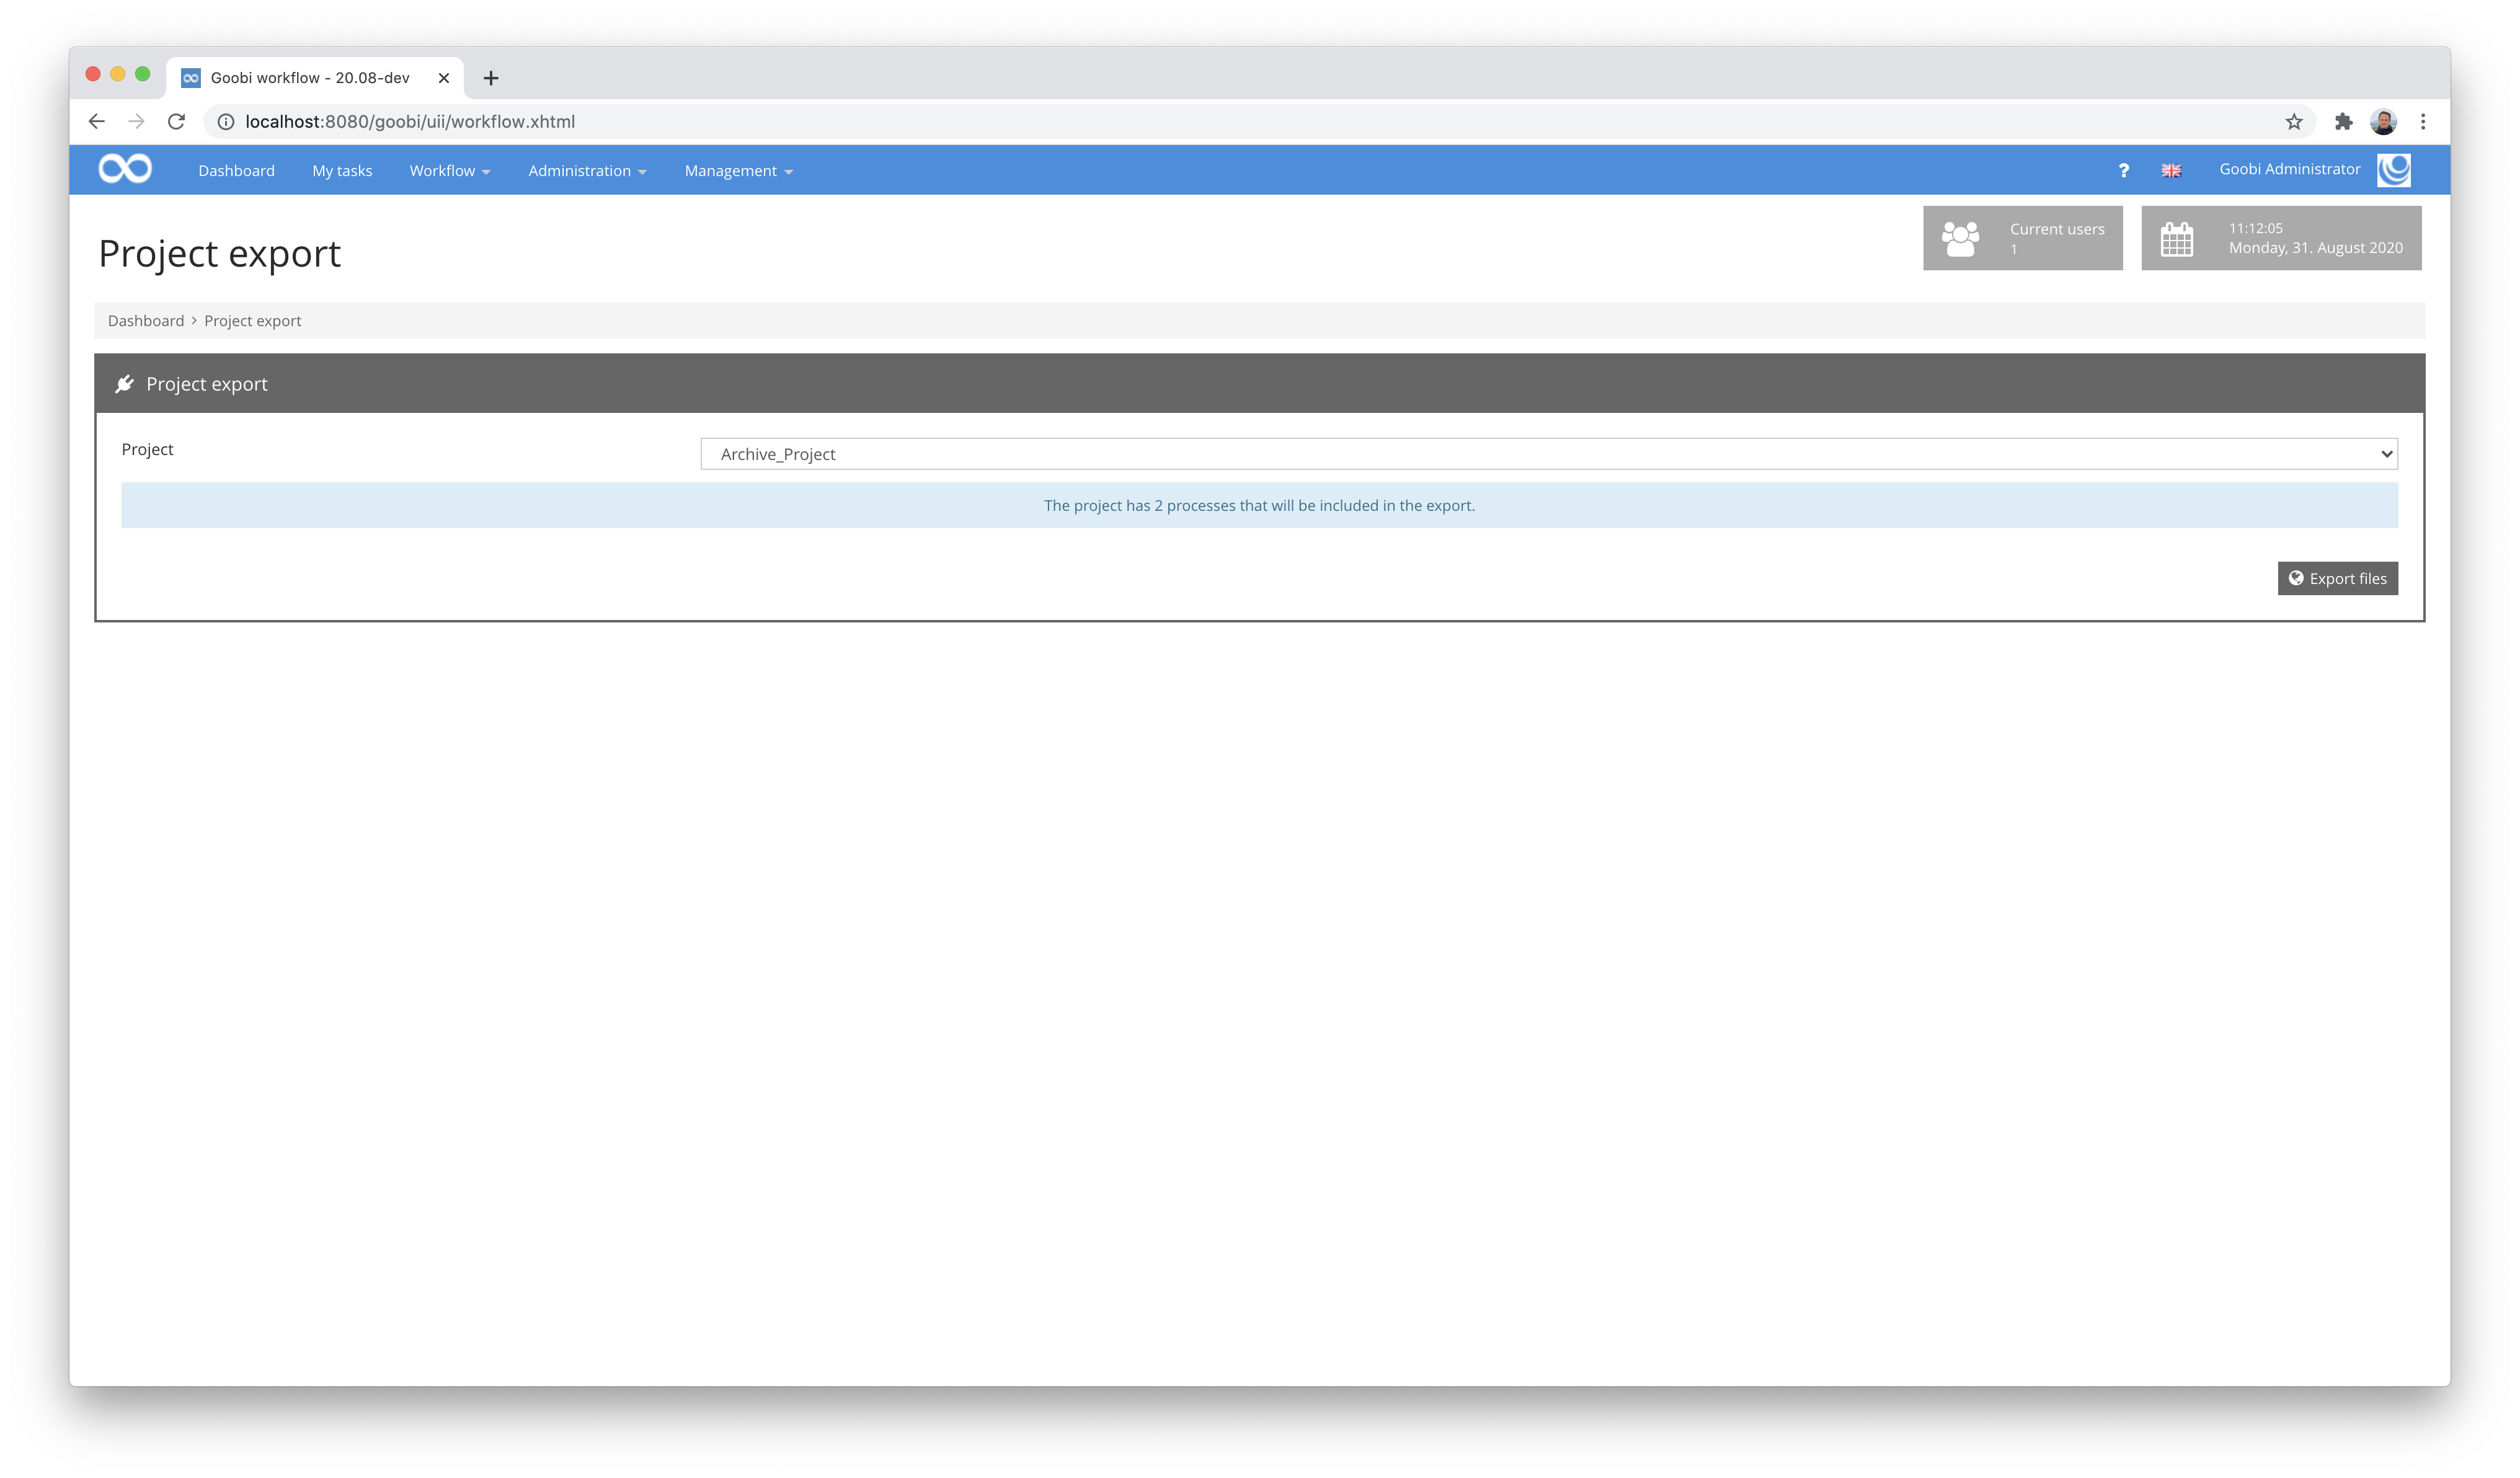 Goobi workflow - 20.08-dev
localhost:8080/goobi/uii/workflow.xhtml
Dashboard My tasks Workflow Administration Management ? Goobi Administrator
Project export
Current users
1
11:12:05
Monday, 31. August 2020
Dashboard › Project export
Project export
Project
Archive_Project
The project has 2 processes that will be included in the export.
Export files